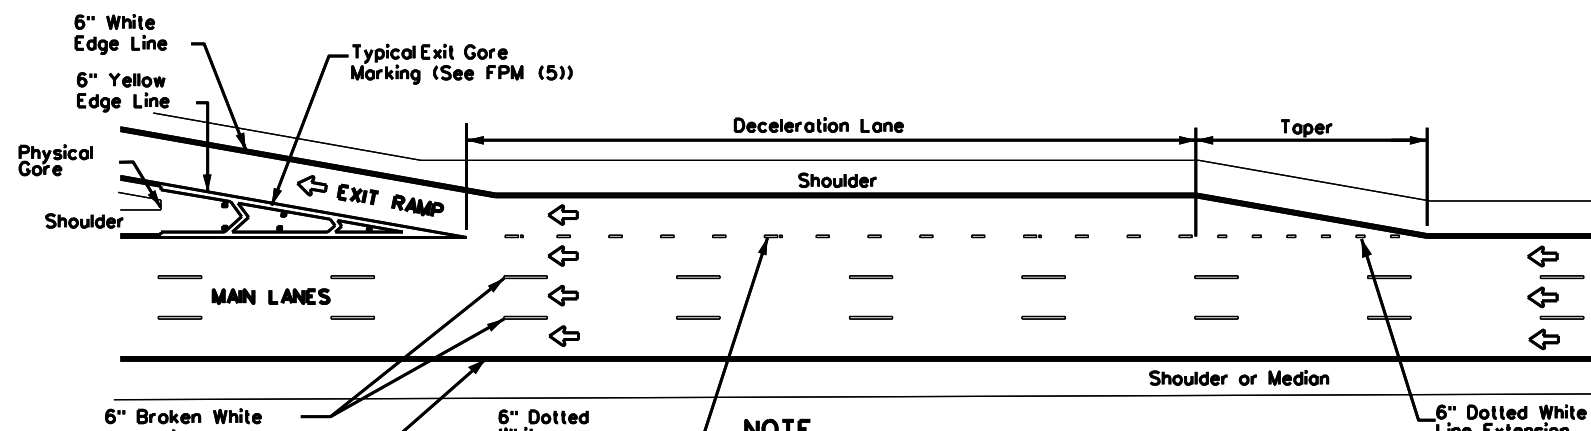 6" White
Edge Line
Typical Exit Gore
Marking (See FPM (5))
6" Yellow
Edge Line
Deceleration Lane
Taper
Physical
Gore
Shoulder
EXIT RAMP
Shoulder
MAIN LANES
Shoulder or Median
6" Broken White
6" Dotted
NOTE
6" Dotted White
Line Extension